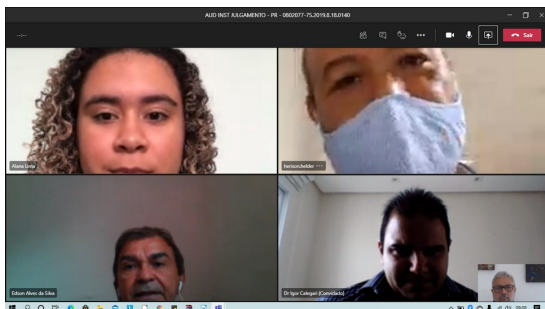 AUD INST JULGAMENTO - PR - 0802077-75.2019.8.18.0140
--:--
Sair
Alana Lima
herison.helder
Edson Alves da Silva
Dr Igor Calegari (Convidado)